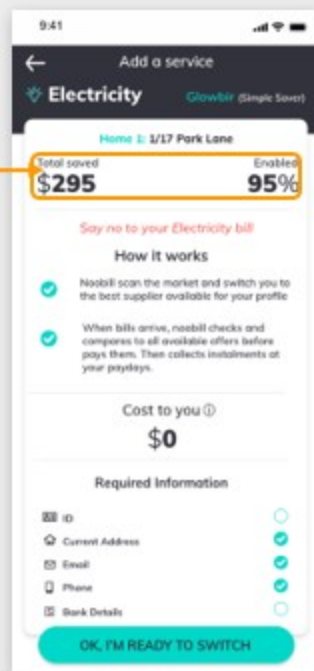 9:41
Add a service
Electricity Glowbir (Simple Saver)
Home 1: 1/17 Park Lane
Total saved Enabled
$295 95%
Say no to your Electricity bill
How it works
Noobill scan the market and switch you to
the best supplier available for your profile
When bills arrive, noobill checks and
compares to all available offers before
pays them. Then collects instalments at
your paydays.
Cost to you
$0
Required Information
ID
Current Address
Email
Phone
Bank Details
OK, I'M READY TO SWITCH